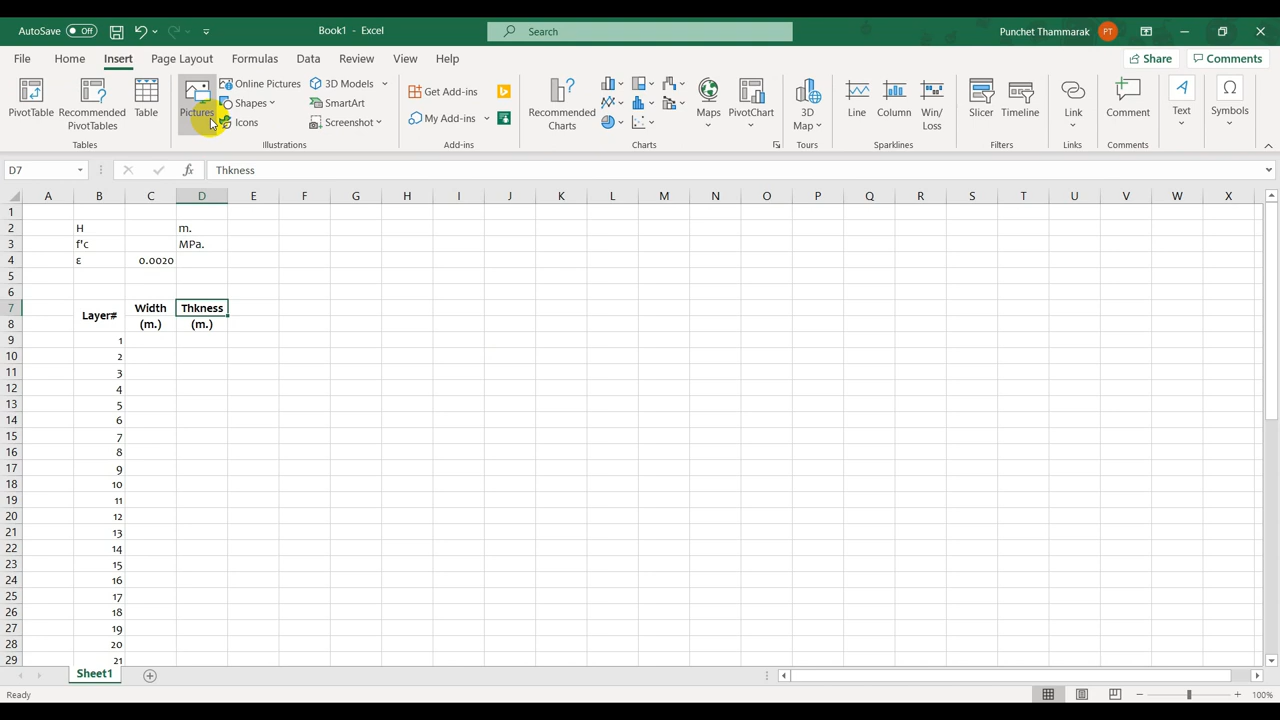 AutoSave Off Book1 - Excel Search Punchet Thammarak PT
File Home Insert Page Layout Formulas Data Review View Help Share Comments
PivotTable
Recommended
PivotTables
Table
Tables
Pictures
Online Pictures
Shapes
Icons
3D Models
SmartArt
Screenshot
Illustrations
Get Add-ins
My Add-ins
Add-ins
Recommended
Charts
Maps
PivotChart
Charts
3D
Map
Tours
Line
Column
Win/
Loss
Sparklines
Slicer
Timeline
Filters
Link
Links
Comment
Comments
Text
Symbols
D7 fx Thkness
A B C D E F G H I J K L M N O P Q R S T U V W X
1
2 H m.
3 f'c MPa.
4 ε 0.0020
5
6
7 Layer# Width Thkness
8 (m.) (m.)
9 1
10 2
11 3
12 4
13 5
14 6
15 7
16 8
17 9
18 10
19 11
20 12
21 13
22 14
23 15
24 16
25 17
26 18
27 19
28 20
29 21
Sheet1
Ready 100%